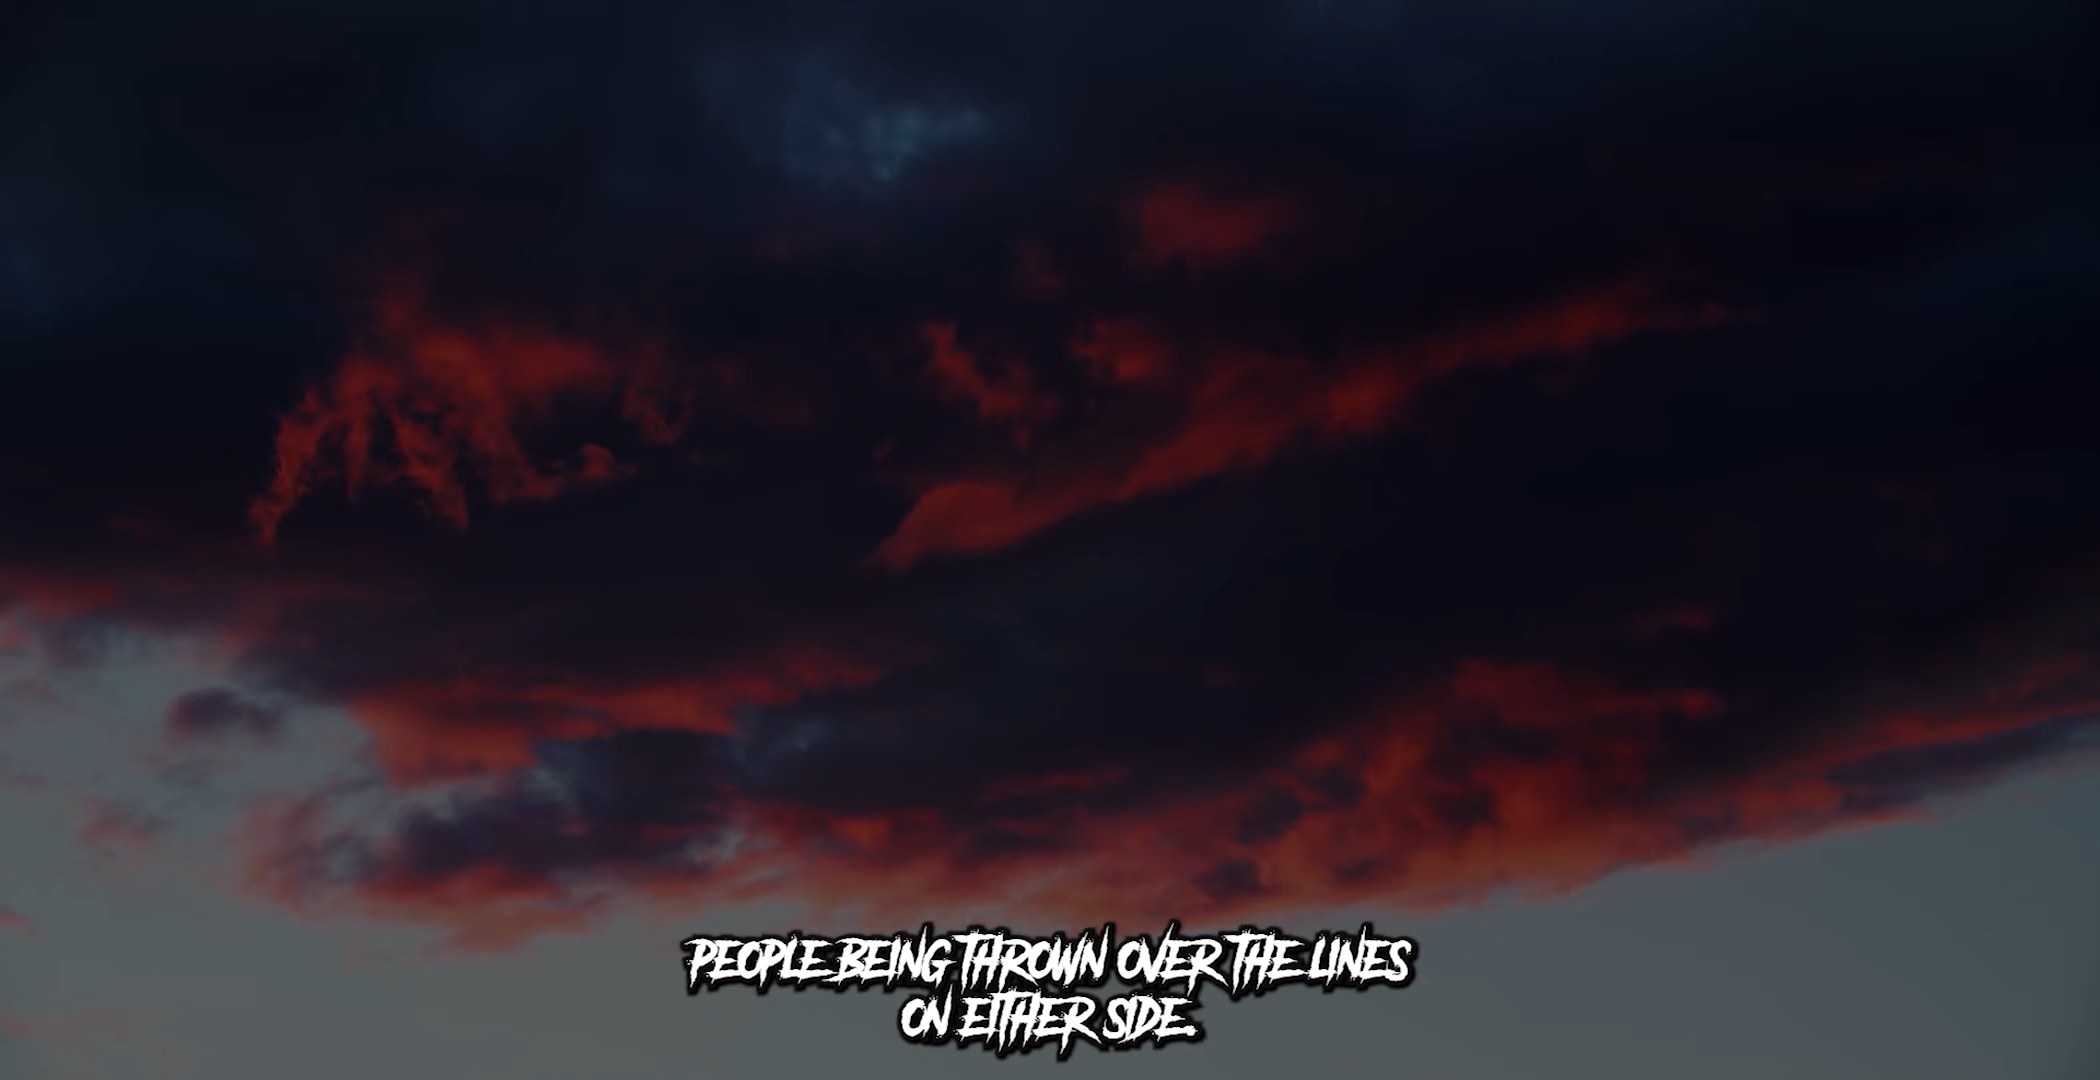 PEOPLE BEING THROWN OVER THE LINES
ON EITHER SIDE.